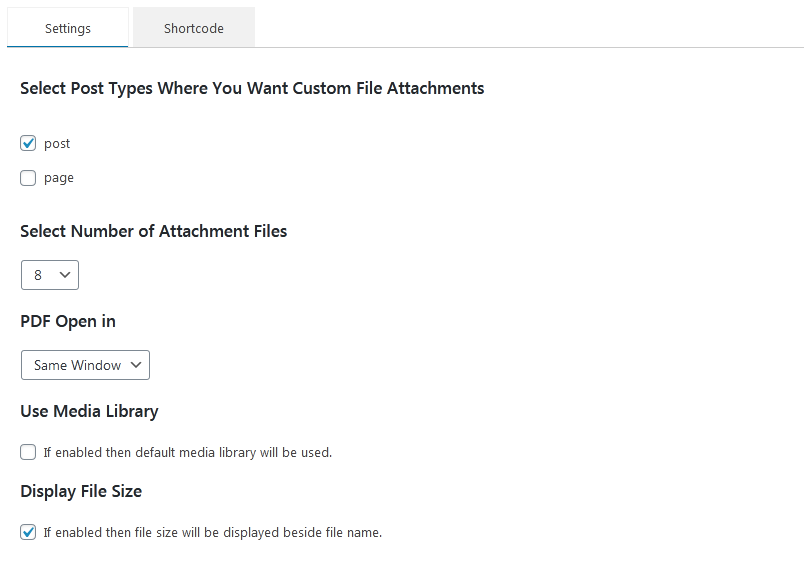 Settings Shortcode
Select Post Types Where You Want Custom File Attachments
post
page
Select Number of Attachment Files
8
PDF Open in
Same Window
Use Media Library
If enabled then default media library will be used.
Display File Size
If enabled then file size will be displayed beside file name.